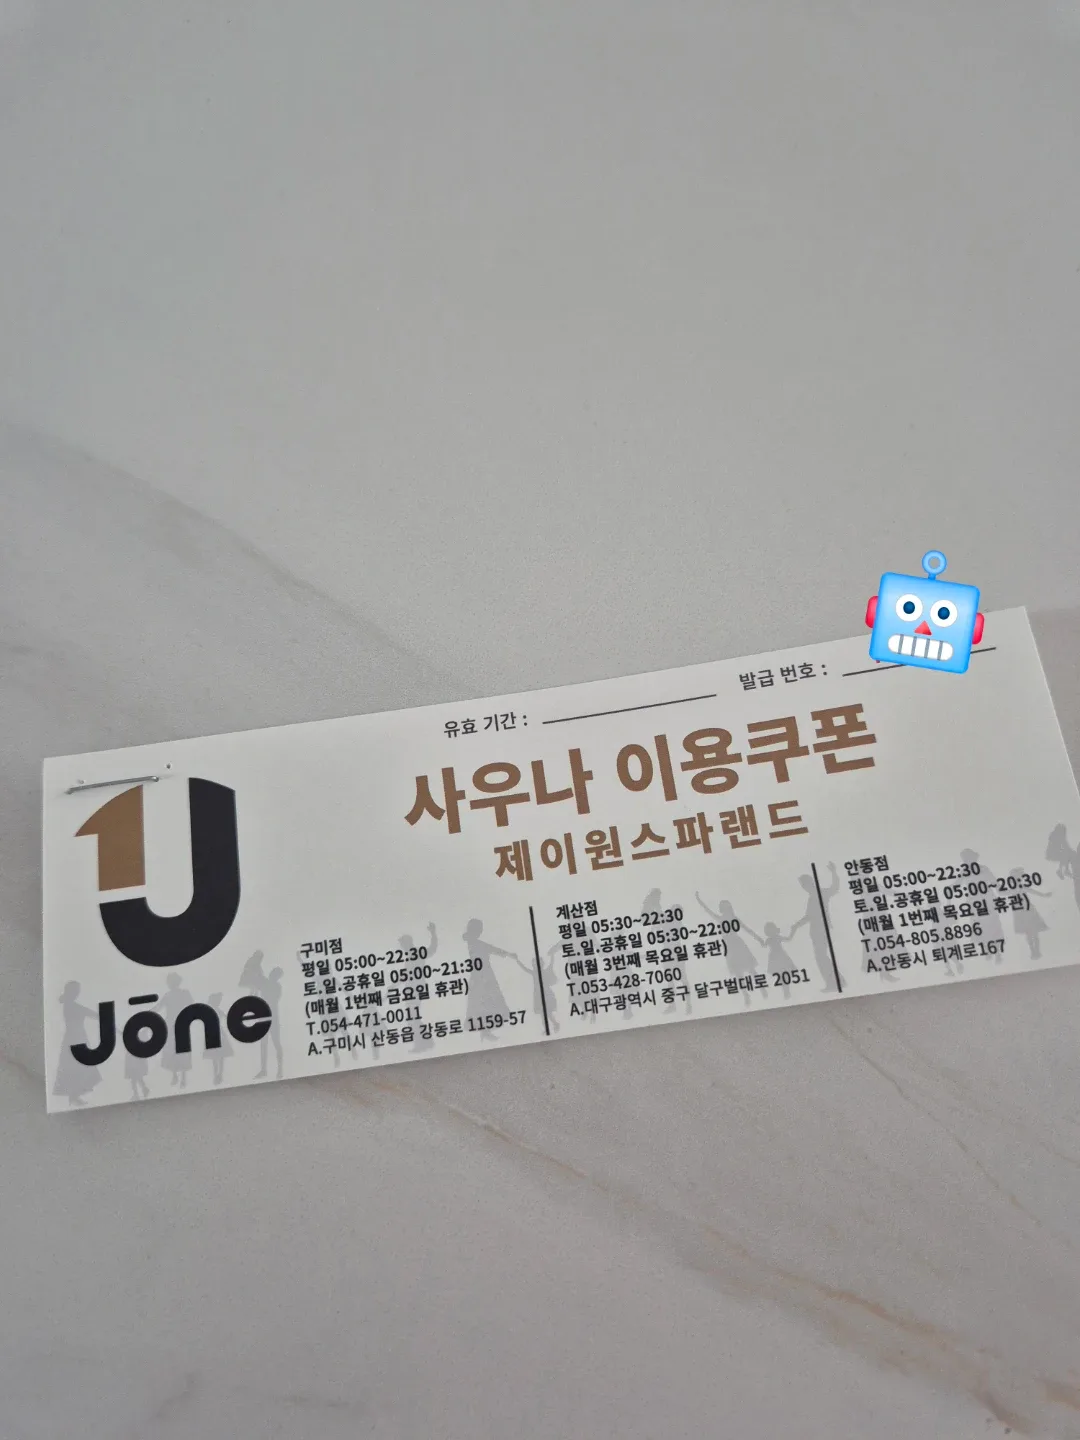 유효 기간 :
발급 번호 :
사우나 이용쿠폰
제이원스파랜드
Jōne
구미점
평일 05:00~22:30
토.일.공휴일 05:00~21:30
(매월 1번째 금요일 휴관)
T.054-471-0011
A.구미시 산동읍 강동로 1159-57
계산점
평일 05:30~22:30
토.일.공휴일 05:30~22:00
(매월 3번째 목요일 휴관)
T.053-428-7060
A.대구광역시 중구 달구벌대로 2051
안동점
평일 05:00~22:30
토.일.공휴일 05:00~20:30
(매월 1번째 목요일 휴관)
T.054-805.8896
A.안동시 퇴계로167